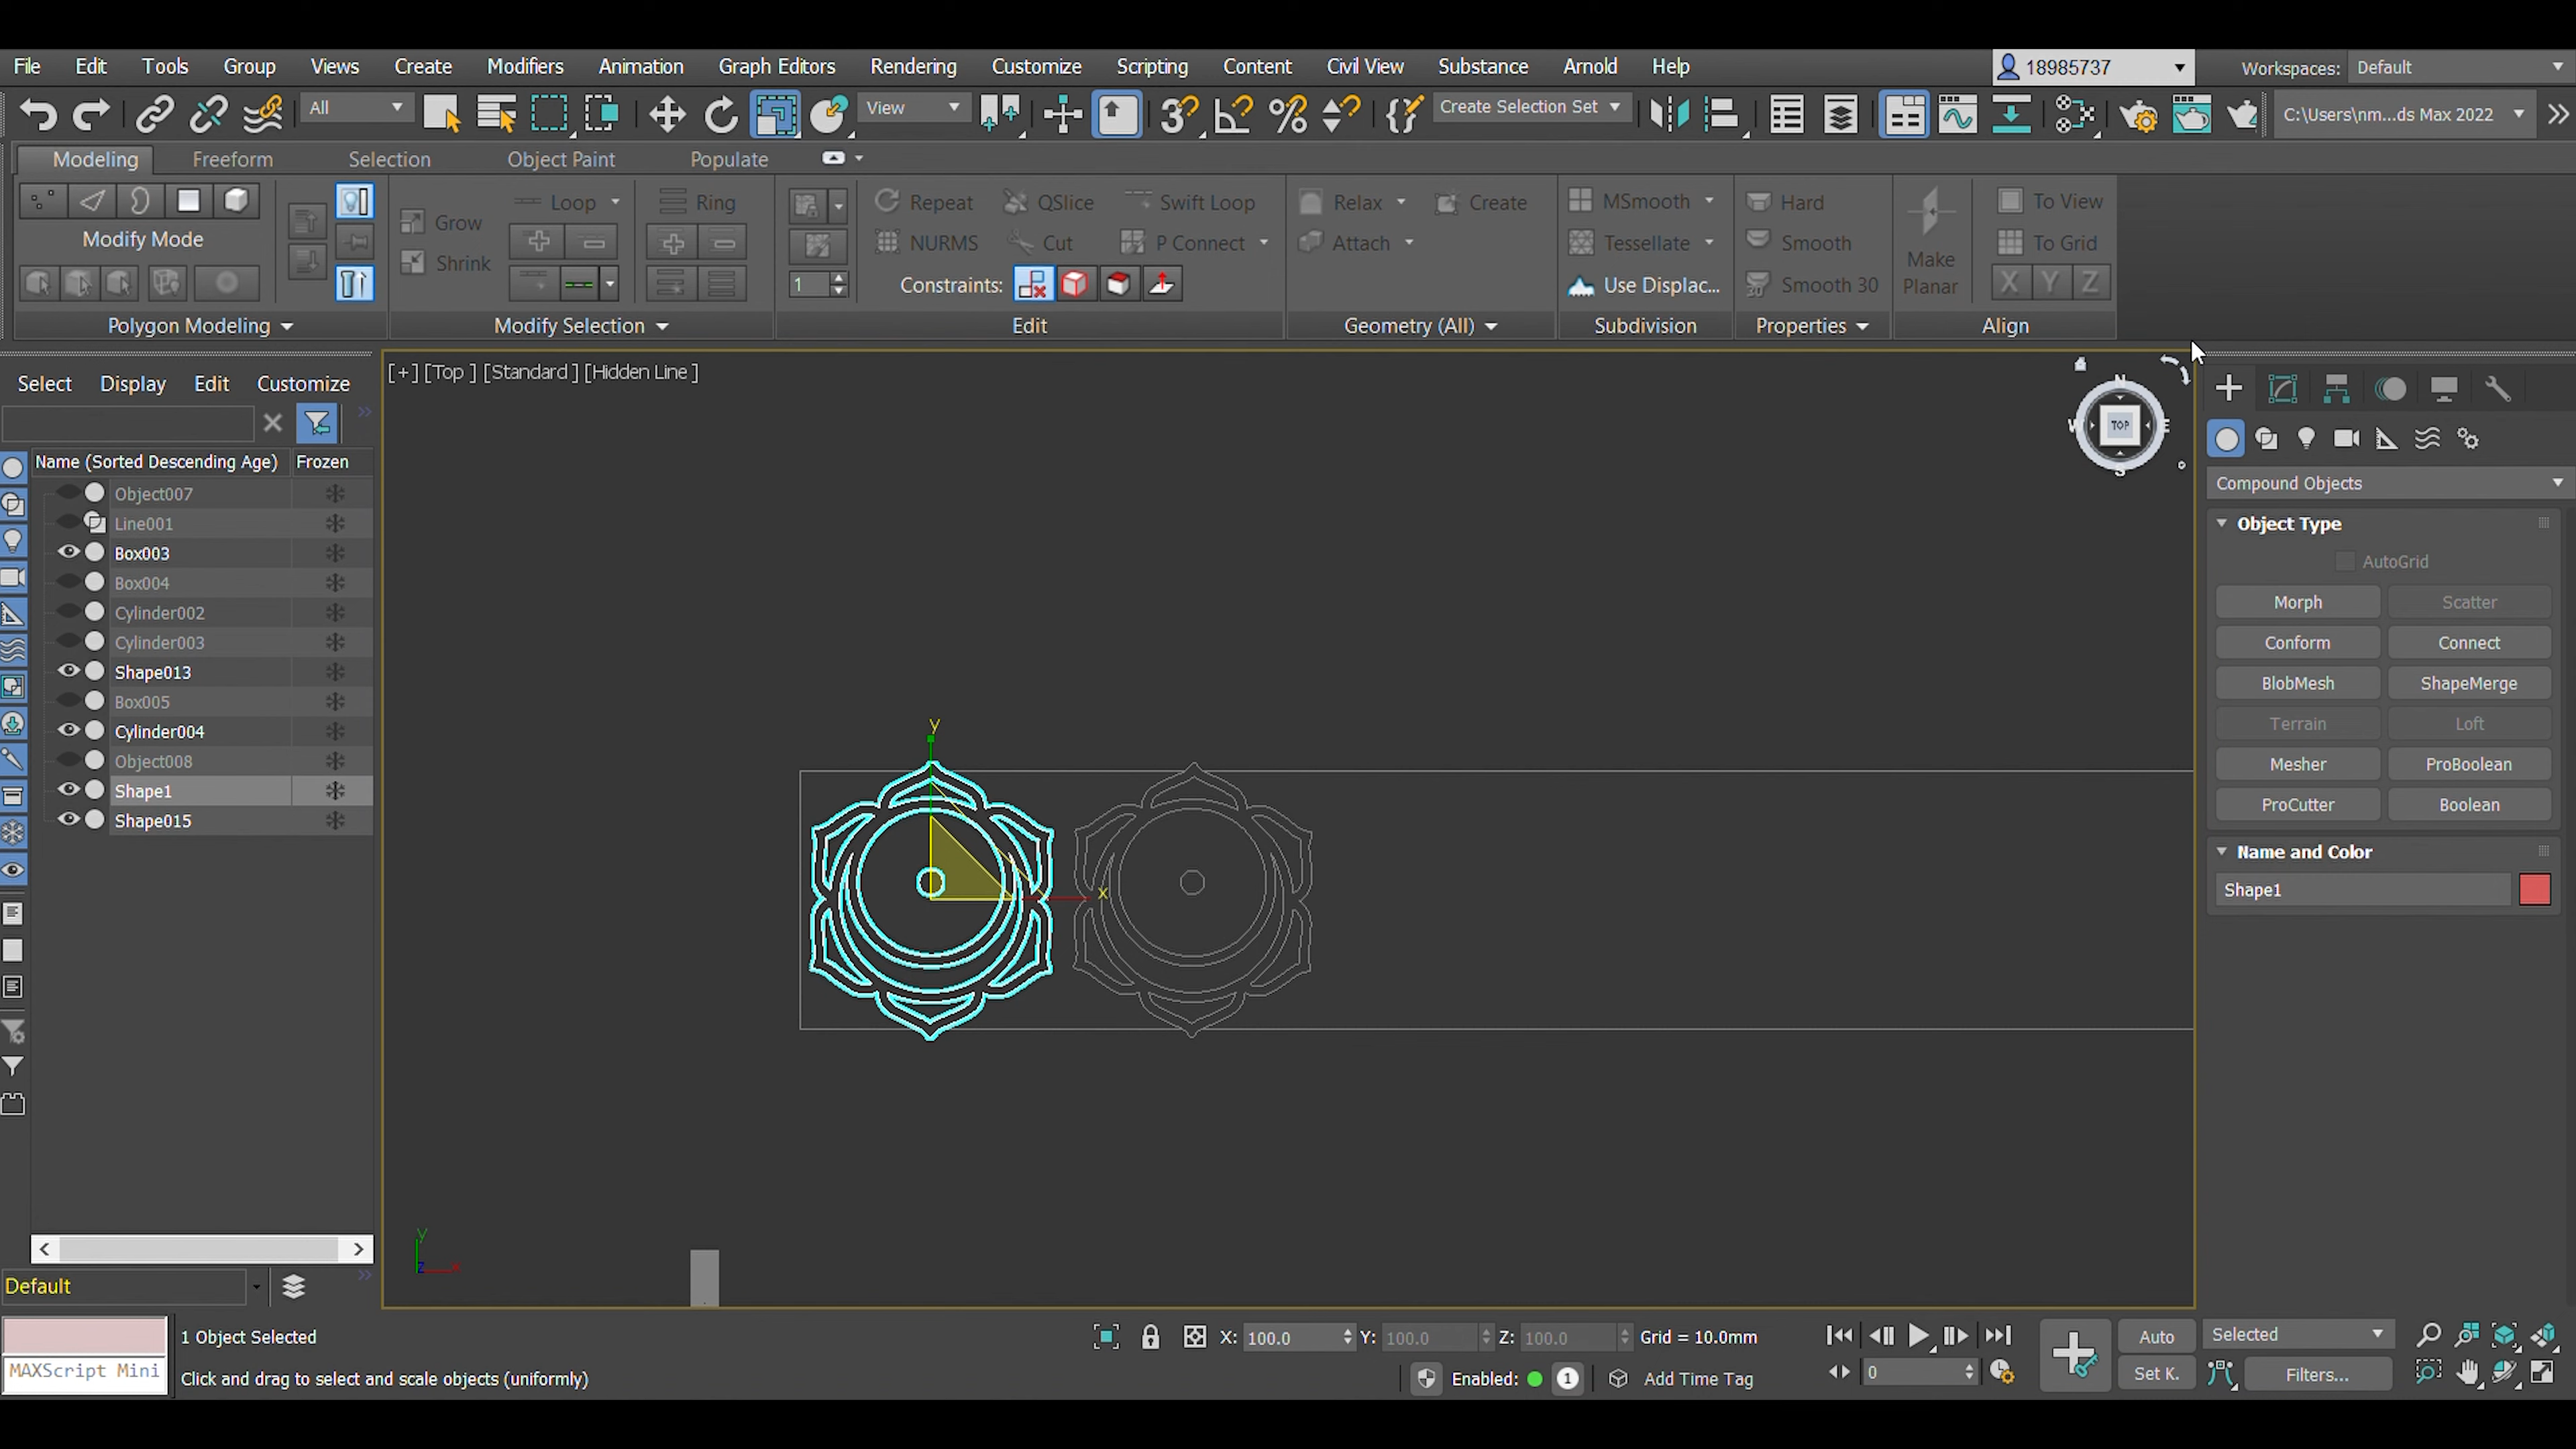 File Edit Tools Group Views Create Modifiers Animation Graph Editors Rendering Customize Scripting Content Civil View Substance Arnold Help 18985737 Workspaces: Default
All View Create Selection Set C:\Users\nm...ds Max 2022
Modeling Freeform Selection Object Paint Populate
Loop Ring Repeat QSlice Swift Loop Relax Create MSmooth Hard To View
Modify Mode Grow NURMS Cut P Connect Attach Tessellate Smooth To Grid
Shrink 1 Constraints: Use Displac... Smooth 30 Make Planar X Y Z
Polygon Modeling Modify Selection Edit Geometry (All) Subdivision Properties Align
Select Display Edit Customize
[+] [Top ] [Standard ] [Hidden Line ]
N
W TOP E
S
Name (Sorted Descending Age) Frozen
Object007
Line001
Box003
Box004
Cylinder002
Cylinder003
Shape013
Box005
Cylinder004
Object008
Shape1
Shape015
y
x
y
z
Compound Objects
Object Type
AutoGrid
Morph Scatter
Conform Connect
BlobMesh ShapeMerge
Terrain Loft
Mesher ProBoolean
ProCutter Boolean
Name and Color
Shape1
Default
1 Object Selected X: 100.0 Y: 100.0 Z: 100.0 Grid = 10.0mm Auto Selected
MAXScript Mini Click and drag to select and scale objects (uniformly) Enabled: 1 Add Time Tag 0 Set K. Filters...